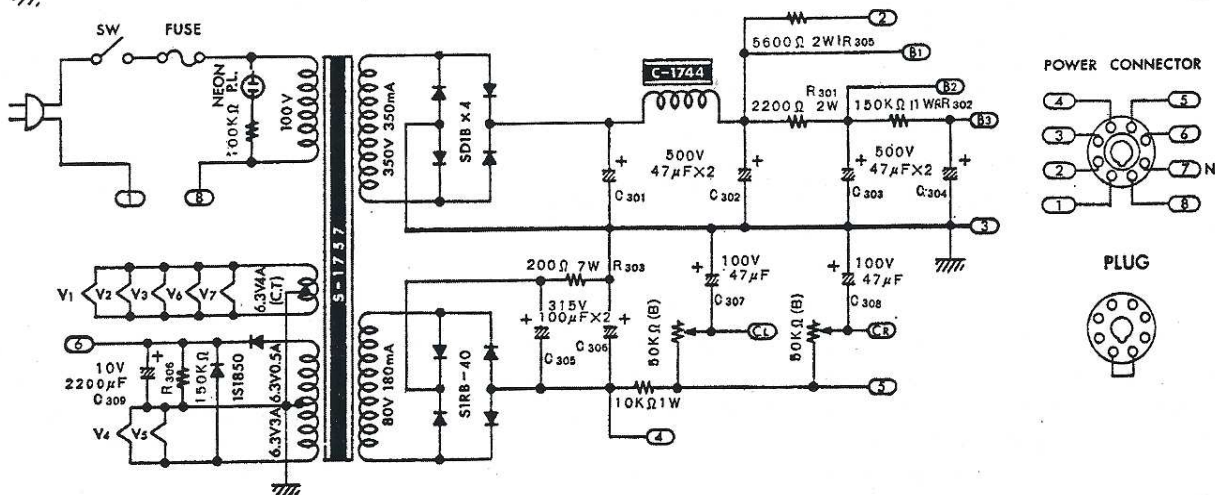 SW
FUSE
NEON
P.L.
100KΩ
100V
1
8
S-1757
350V 350mA
SD1B x 4
C-1744
2
5600Ω 2W
R305
B1
R301
2200Ω 2W
B2
150KΩ
1W
R302
B3
+
500V
47μF×2
+
C301
C302
+
500V
47μF×2
+
C303
C304
3
200Ω 7W
R303
315V
100μF×2
+
+
C305
C306
+
100V
47μF
C307
50KΩ (B)
C.L
+
100V
47μF
C308
50KΩ (B)
C.R
10KΩ 1W
5
4
80V 180mA
S1RB-40
V1
V2
V3
V6
V7
6.3V4A
(C.T)
6
10V
2200μF
C309
+
R306
150KΩ
1S1850
6.3V0.5A
6.3V3A
V4
V5
POWER CONNECTOR
4
5
3
6
2
7
N
1
8
PLUG